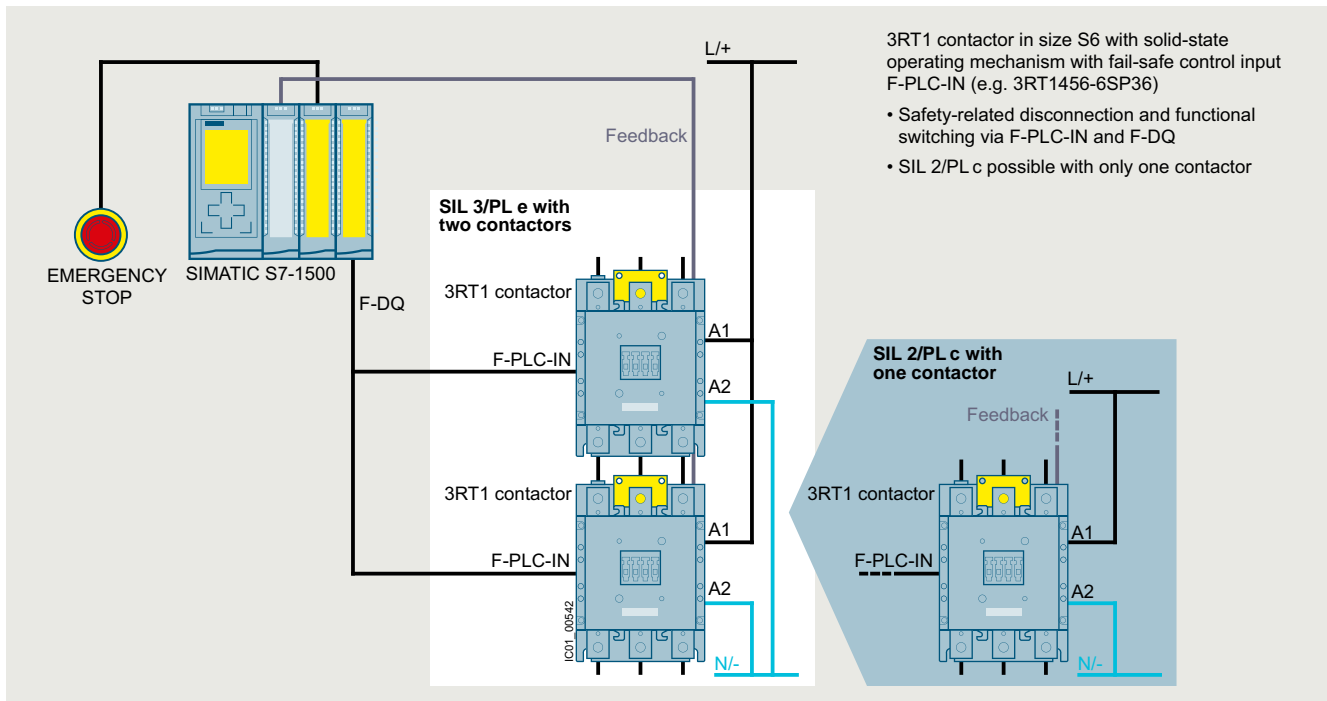 L/+
3RT1 contactor in size S6 with solid-state
operating mechanism with fail-safe control input
F-PLC-IN (e.g. 3RT1456-6SP36)
• Safety-related disconnection and functional
switching via F-PLC-IN and F-DQ
• SIL 2/PL c possible with only one contactor
Feedback
EMERGENCY
STOP
SIMATIC S7-1500
F-DQ
SIL 3/PL e with
two contactors
3RT1 contactor
A1
F-PLC-IN
A2
3RT1 contactor
A1
F-PLC-IN
A2
IC01_00542
N/-
SIL 2/PL c with
one contactor
L/+
Feedback
3RT1 contactor
A1
F-PLC-IN
A2
N/-